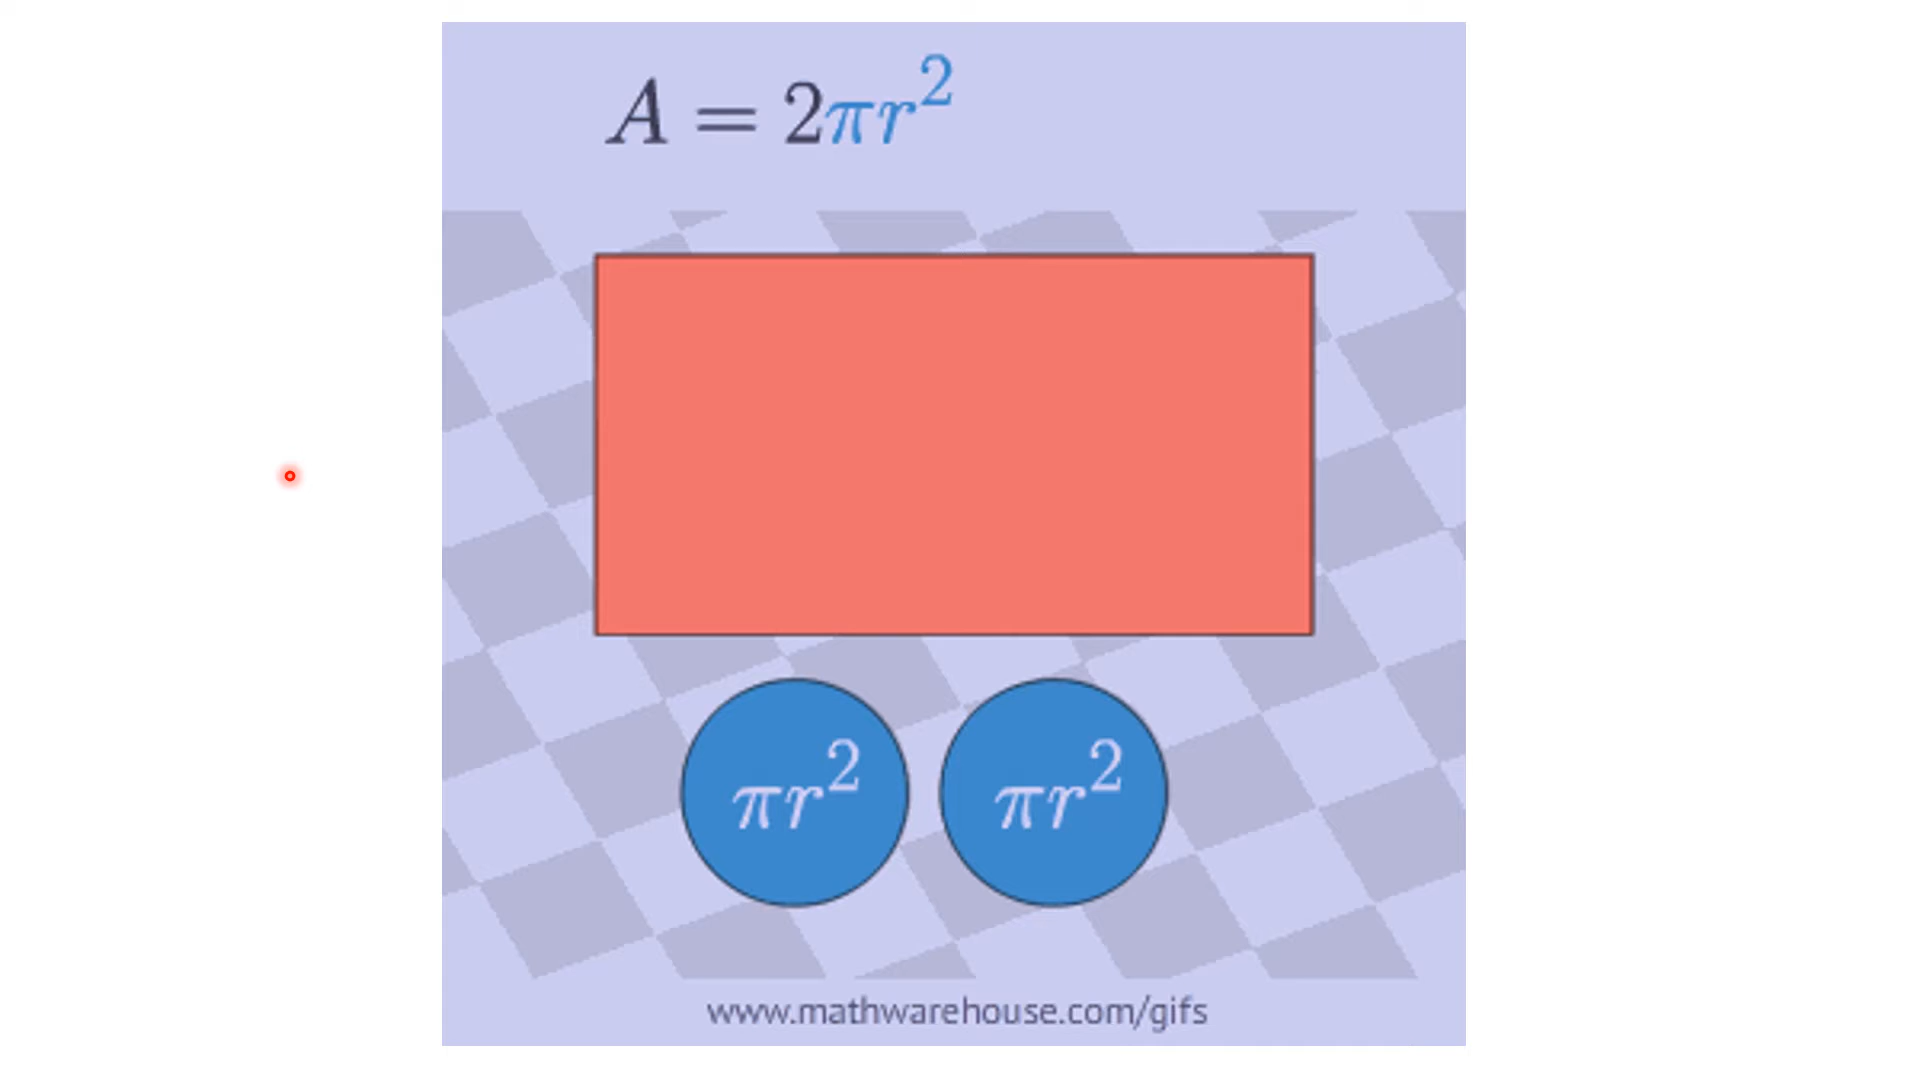 A = 2πr²
πr² πr²
www.mathwarehouse.com/gifs